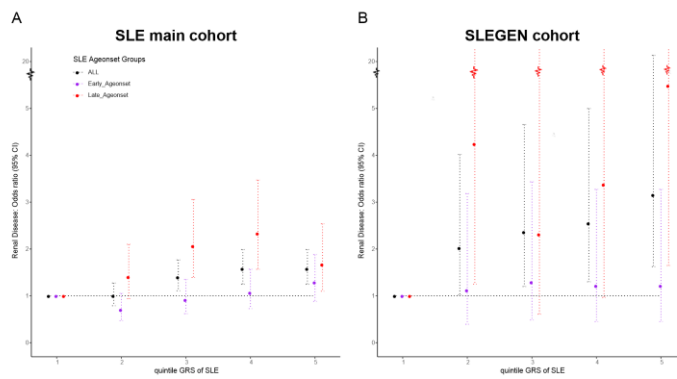 A
SLE main cohort
Renal Disease: Odds ratio (95% CI)
20
5
4
3
2
1
0
SLE Ageonset Groups
ALL
Early_Ageonset
Late_Ageonset
1
2
3
4
5
quintile GRS of SLE
B
SLEGEN cohort
Renal Disease: Odds ratio (95% CI)
20
5
4
3
2
1
0
1
2
3
4
5
quintile GRS of SLE